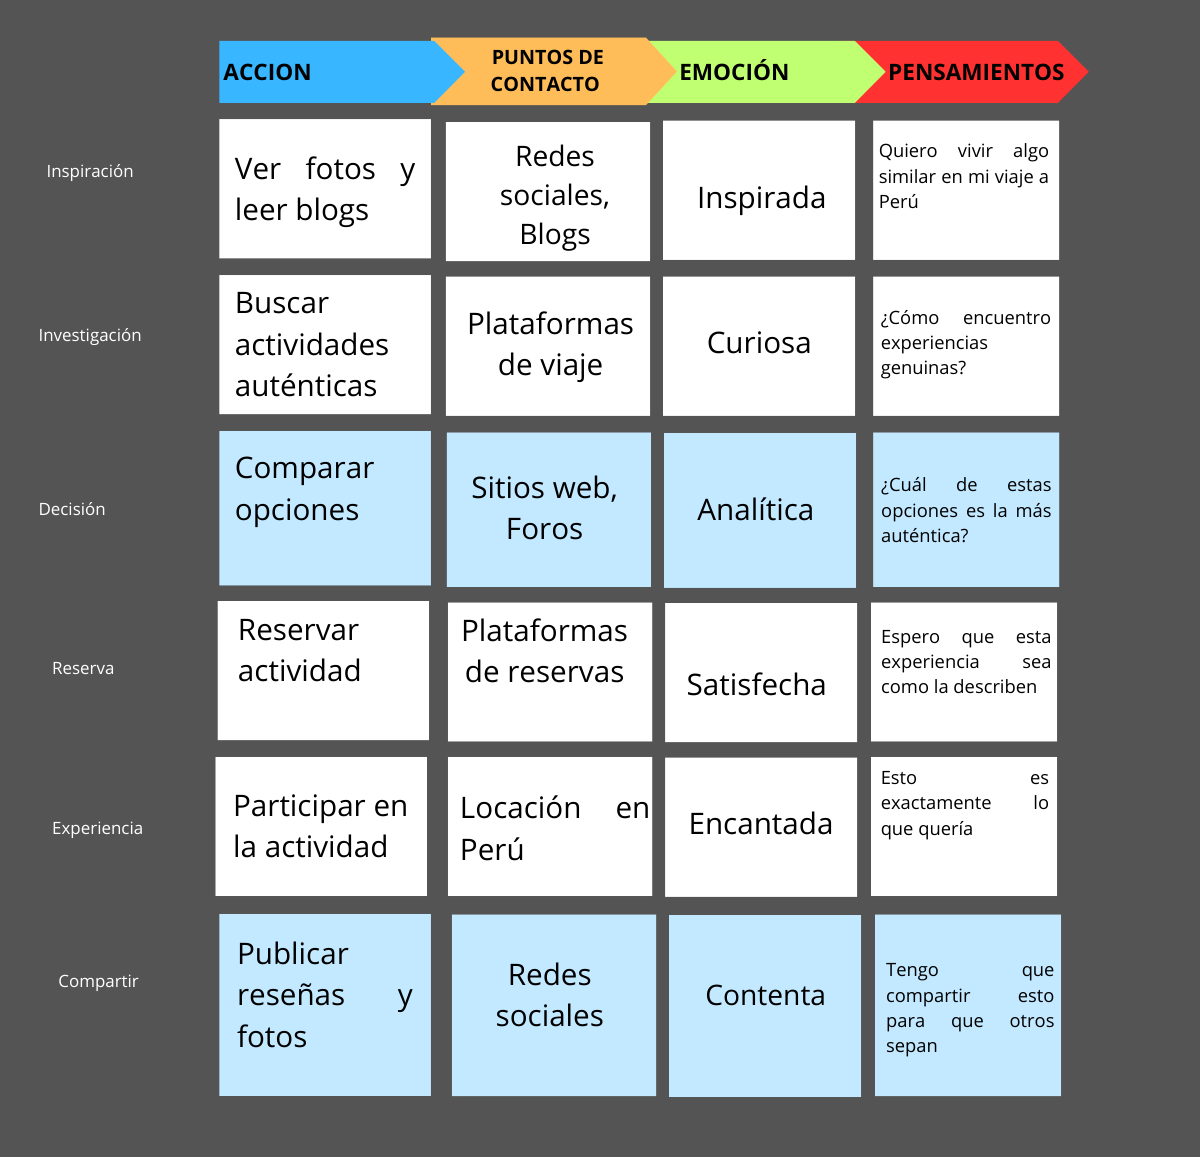 ACCION
PUNTOS DE
CONTACTO
EMOCIÓN
PENSAMIENTOS
Inspiración
Ver fotos y
leer blogs
Redes
sociales,
Blogs
Inspirada
Quiero vivir algo
similar en mi viaje a
Perú
Investigación
Buscar
actividades
auténticas
Plataformas
de viaje
Curiosa
¿Cómo encuentro
experiencias
genuinas?
Decisión
Comparar
opciones
Sitios web,
Foros
Analítica
¿Cuál de estas
opciones es la más
auténtica?
Reserva
Reservar
actividad
Plataformas
de reservas
Satisfecha
Espero que esta
experiencia sea
como la describen
Experiencia
Participar en
la actividad
Locación en
Perú
Encantada
Esto es
exactamente lo
que quería
Compartir
Publicar
reseñas y
fotos
Redes
sociales
Contenta
Tengo que
compartir esto
para que otros
sepan